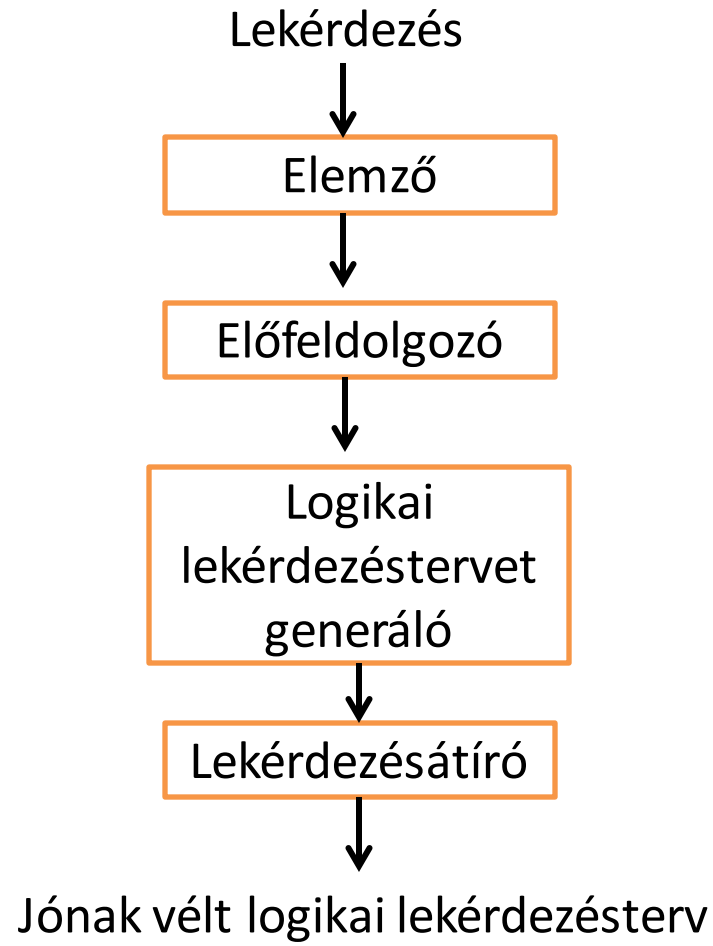 Lekérdezés
Elemző
Előfeldolgozó
Logikai
lekérdezéstervet
generáló
Lekérdezésátíró
Jónak vélt logikai lekérdezésterv